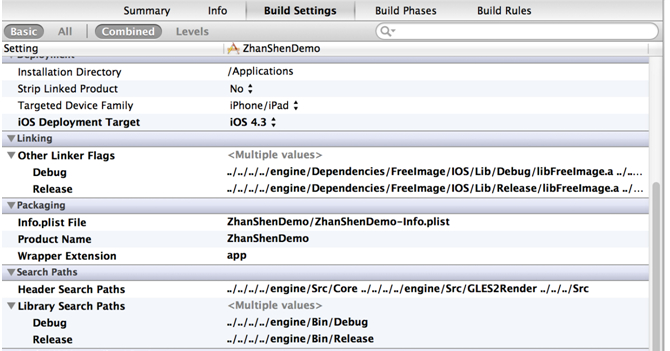 Summary Info Build Settings Build Phases Build Rules
Basic All Combined Levels
Setting ZhanShenDemo
Deployment
Installation Directory /Applications
Strip Linked Product No
Targeted Device Family iPhone/iPad
iOS Deployment Target iOS 4.3
Linking
Other Linker Flags <Multiple values>
Debug ../../../../engine/Dependencies/FreeImage/IOS/Lib/Debug/libFreeImage.a ../...
Release ../../../../engine/Dependencies/FreeImage/IOS/Lib/Release/libFreeImage.a ../...
Packaging
Info.plist File ZhanShenDemo/ZhanShenDemo-Info.plist
Product Name ZhanShenDemo
Wrapper Extension app
Search Paths
Header Search Paths ../../../../engine/Src/Core ../../../../engine/Src/GLES2Render ../../../Src
Library Search Paths <Multiple values>
Debug ../../../../engine/Bin/Debug
Release ../../../../engine/Bin/Release